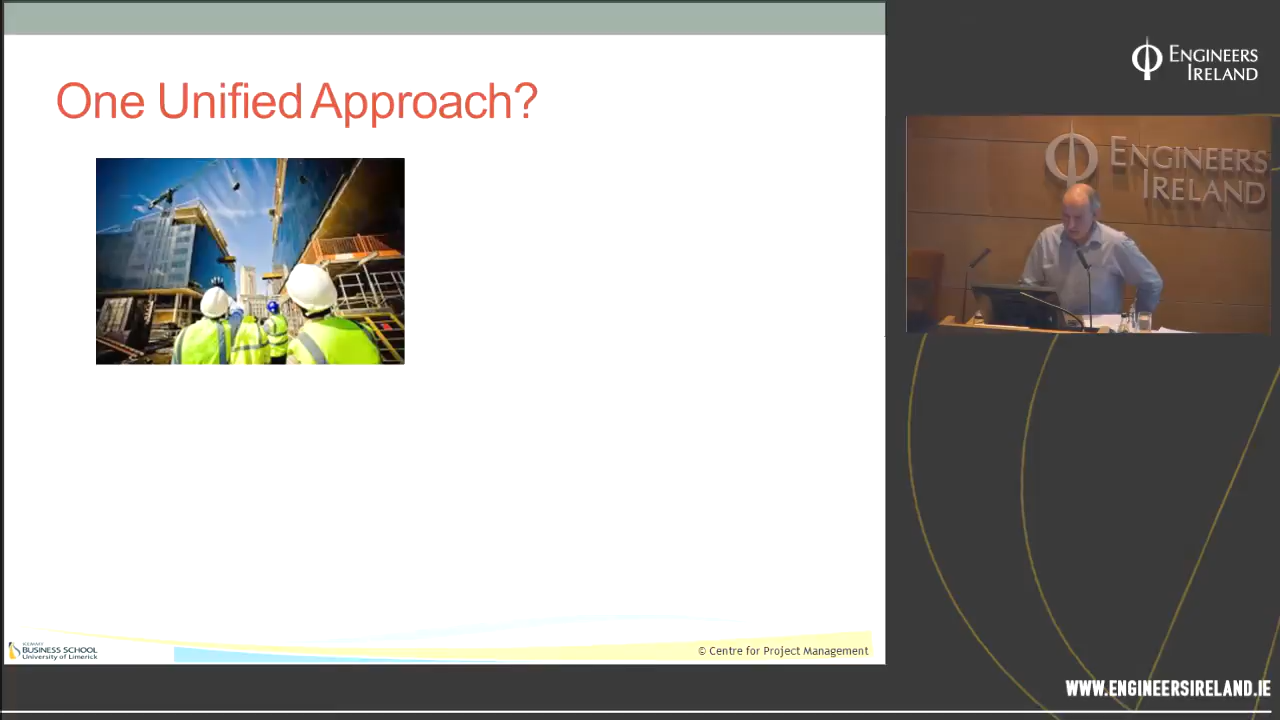 One Unified Approach?
BUSINESS SCHOOL
University of Limerick
© Centre for Project Management
ENGINEERS
IRELAND
ENGINEERS
IRELAND
WWW.ENGINEERSIRELAND.IE